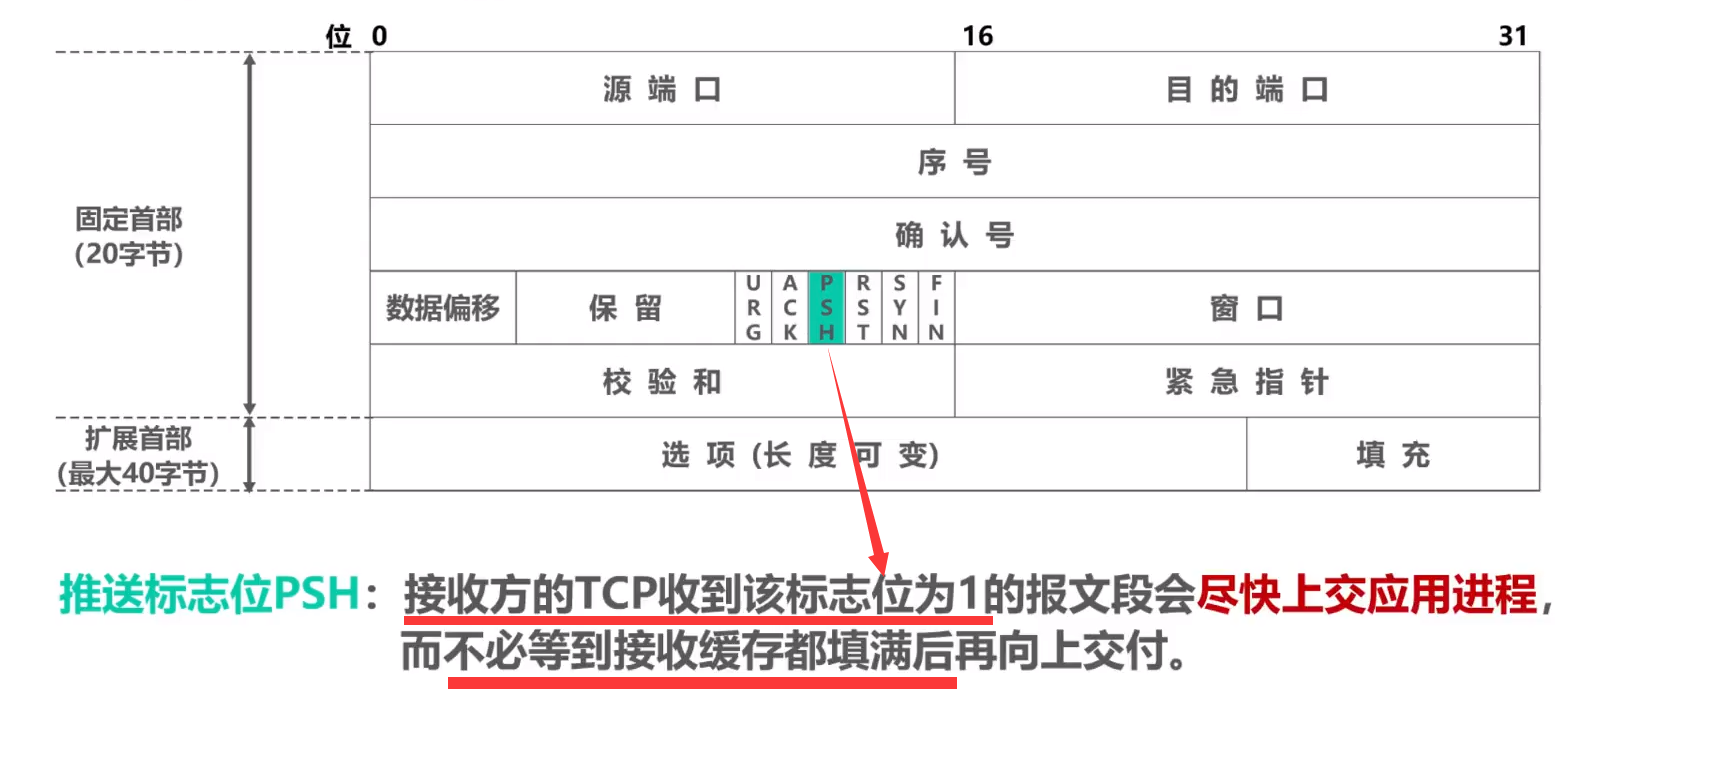 位 0 16 31
源 端 口 目 的 端 口
序 号
确 认 号
固定首部
(20字节)
数据偏移 保 留 URG ACK PSH RST SYN FIN 窗 口
校 验 和 紧 急 指 针
扩展首部
(最大40字节)
选 项 (长 度 可 变) 填 充
推送标志位PSH：接收方的TCP收到该标志位为1的报文段会尽快上交应用进程，
而不必等到接收缓存都填满后再向上交付。